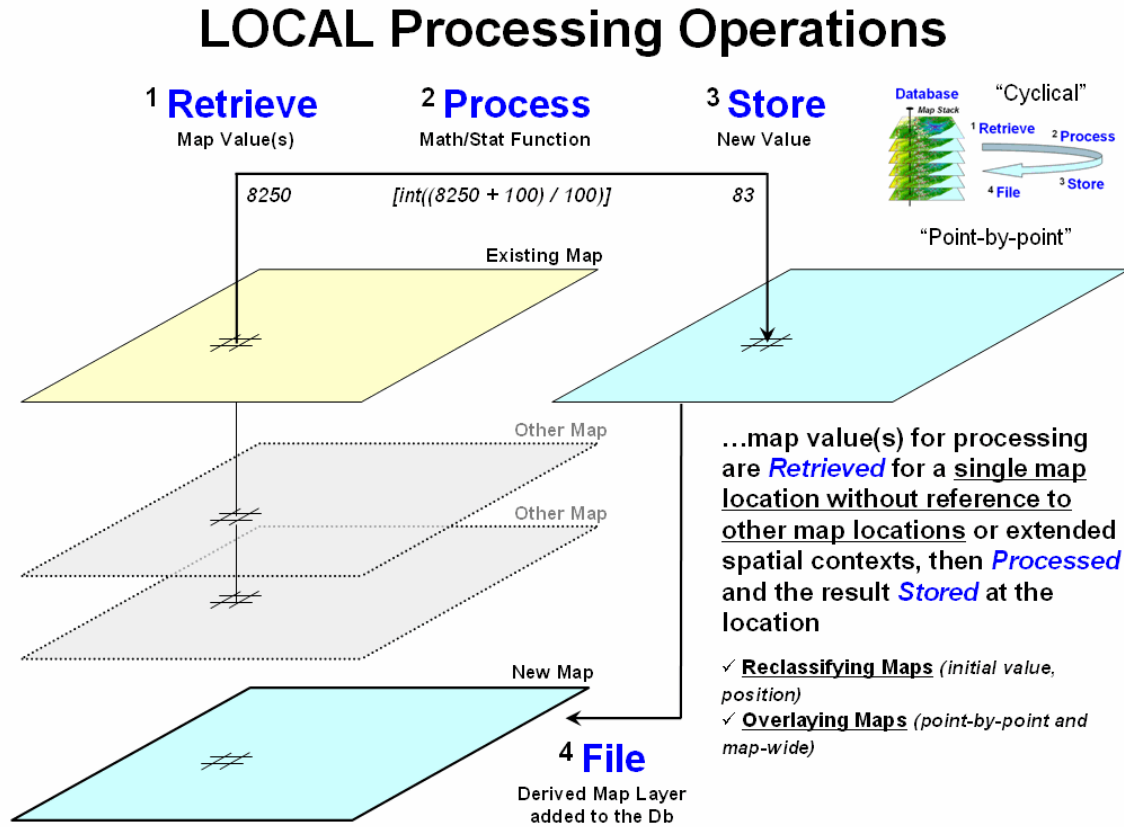 LOCAL Processing Operations
1 Retrieve
Map Value(s)
2 Process
Math/Stat Function
3 Store
New Value
Database
Map Stack
"Cyclical"
1 Retrieve
2 Process
3 Store
4 File
"Point-by-point"
8250
[int((8250 + 100) / 100)]
83
Existing Map
Other Map
Other Map
…map value(s) for processing
are Retrieved for a single map
location without reference to
other map locations or extended
spatial contexts, then Processed
and the result Stored at the
location
✓ Reclassifying Maps (initial value,
position)
✓ Overlaying Maps (point-by-point and
map-wide)
New Map
4 File
Derived Map Layer
added to the Db